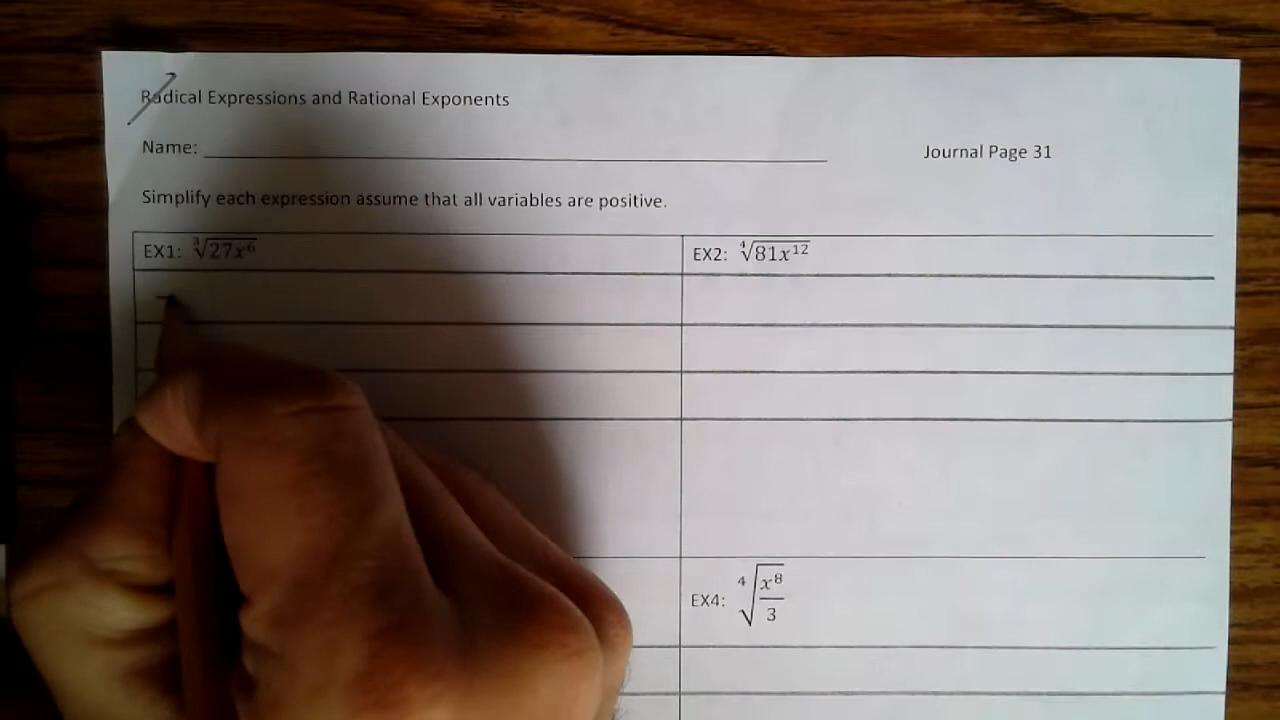 Radical Expressions and Rational Exponents
Name: Journal Page 31
Simplify each expression assume that all variables are positive.
EX1: ∛27x⁶ EX2: ∜81x¹²
EX4: ∜(x⁸/3)